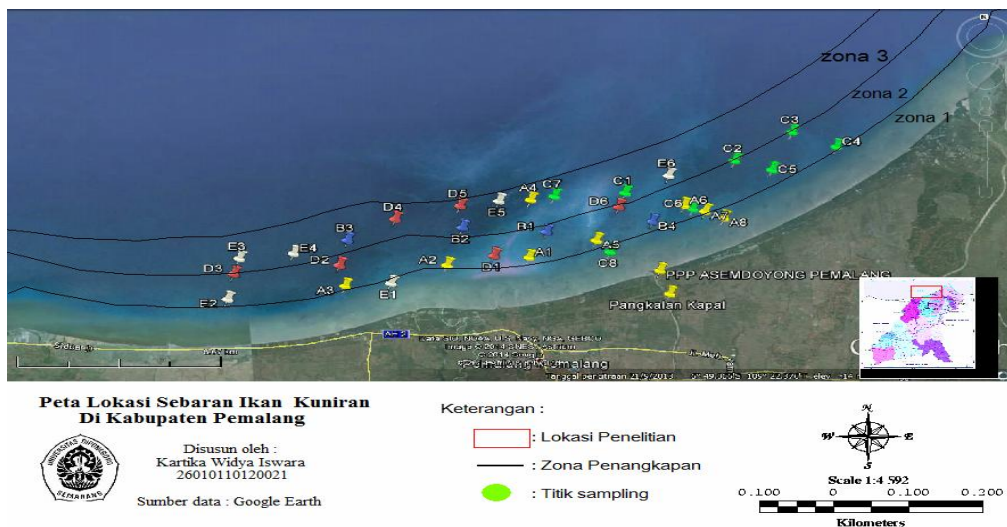 zona 3
zona 2
zona 1
C3
C4
C2
C5
E6
C1
C7
A4
E5
D5
D4
D6
A6
A7
A8
B4
B1
B2
B3
A5
C8
A1
D1
A2
E4
E3
D3
D2
A3
E1
E2
PPP ASEMDOYONG PEMALANG
Pangkalan Kapal
Peta Lokasi Sebaran Ikan Kuniran
Di Kabupaten Pemalang
UNIVERSITAS DIPONEGORO
SEMARANG
Disusun oleh :
Kartika Widya Iswara
26010110120021
Sumber data : Google Earth
Keterangan :
: Lokasi Penelitian
: Zona Penangkapan
: Titik sampling
N
W
E
S
Scale 1:4 592
0.100 0 0.100 0.200
Kilometers